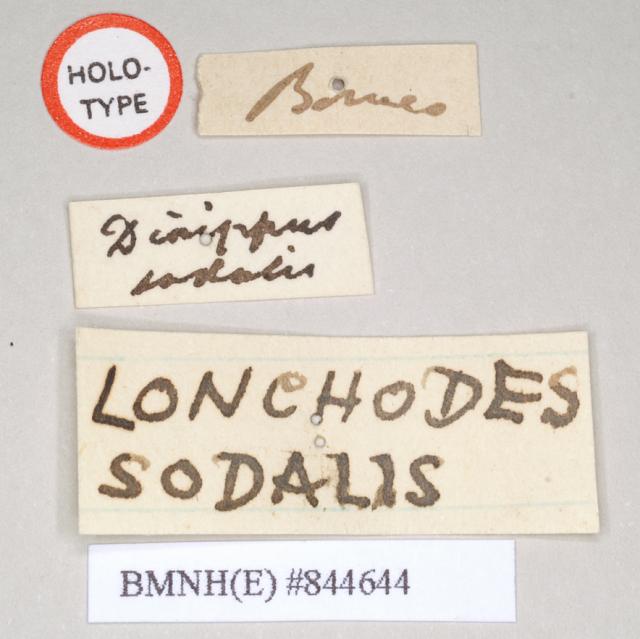 HOLO-
TYPE
Borneo
Dixippus
sodalis
LONCHODES
SODALIS
BMNH(E) #844644